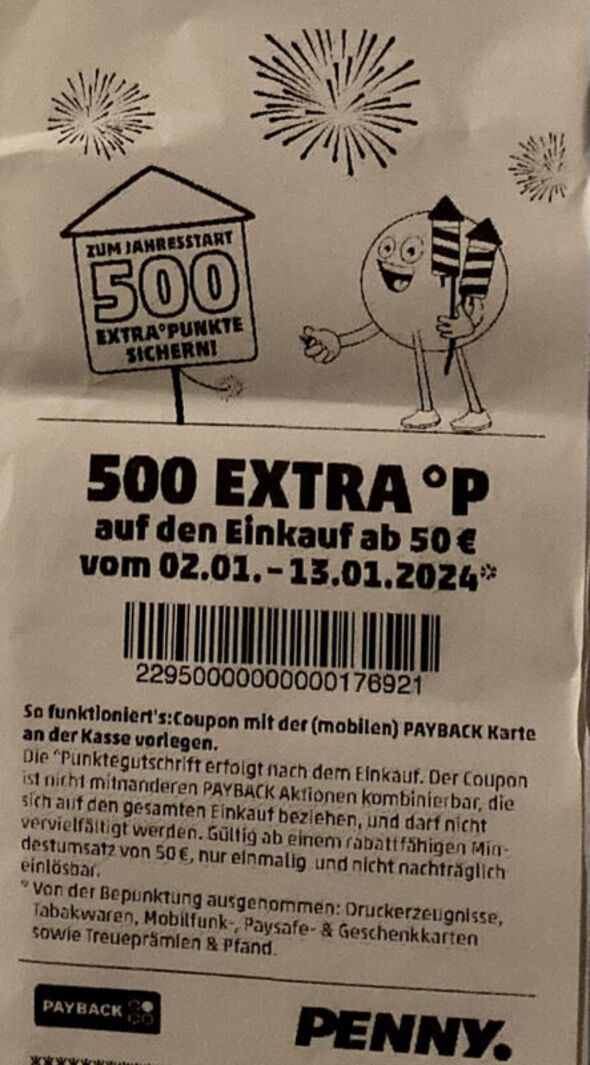 ZUM JAHRESSTART
500
EXTRA°PUNKTE
SICHERN!
500 EXTRA °P
auf den Einkauf ab 50 €
vom 02.01.-13.01.2024*
22950000000000176921
So funktioniert's:Coupon mit der (mobilen) PAYBACK Karte
an der Kasse vorlegen.
Die °Punktegutschrift erfolgt nach dem Einkauf. Der Coupon
ist nicht mitnanderen PAYBACK Aktionen kombinierbar, die
sich auf den gesamten Einkauf beziehen, und darf nicht
vervielfältigt werden. Gültig ab einem rabattfähigen Min-
destumsatz von 50€, nur einmalig und nicht nachträglich
einlösbar.
* Von der Bepunktung ausgenommen: Druckerzeugnisse,
Tabakwaren, Mobilfunk-, Paysafe- & Geschenkkarten
sowie Treueprämien & Pfand.
PAYBACK
PENNY.